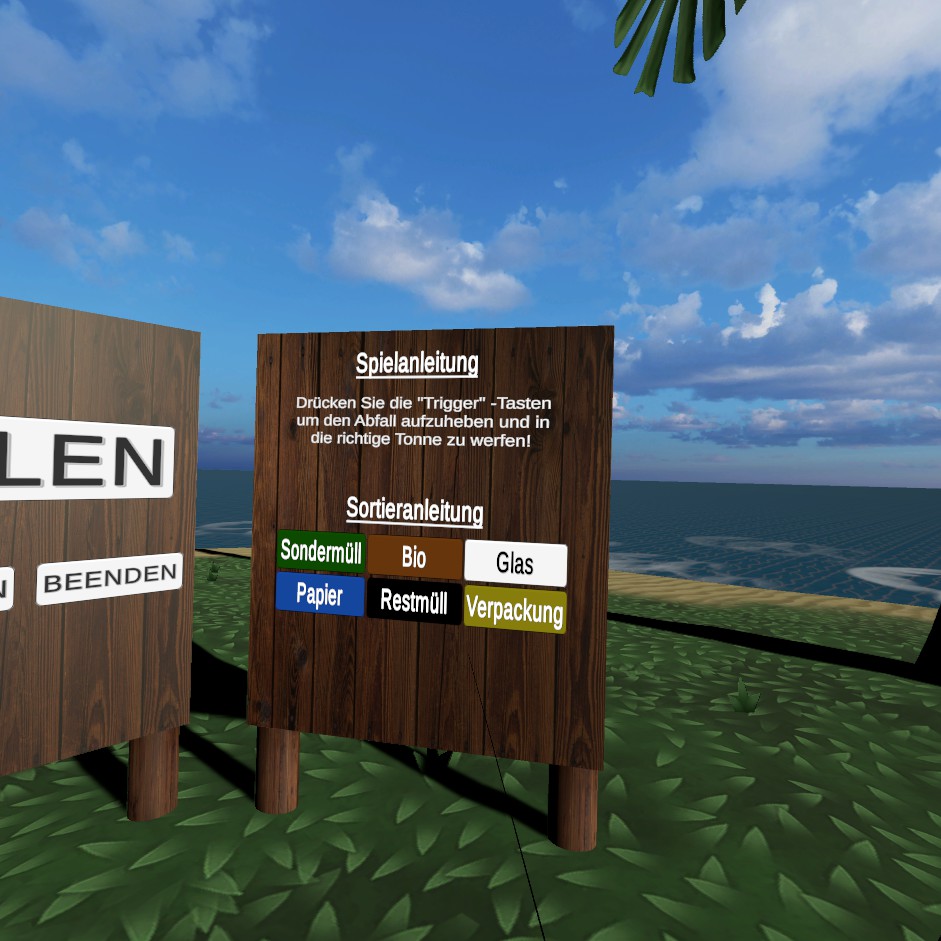 LEN
BEENDEN
Spielanleitung
Drücken Sie die "Trigger" -Tasten
um den Abfall aufzuheben und in
die richtige Tonne zu werfen!
Sortieranleitung
Sondermüll Bio Glas
Papier Restmüll Verpackung